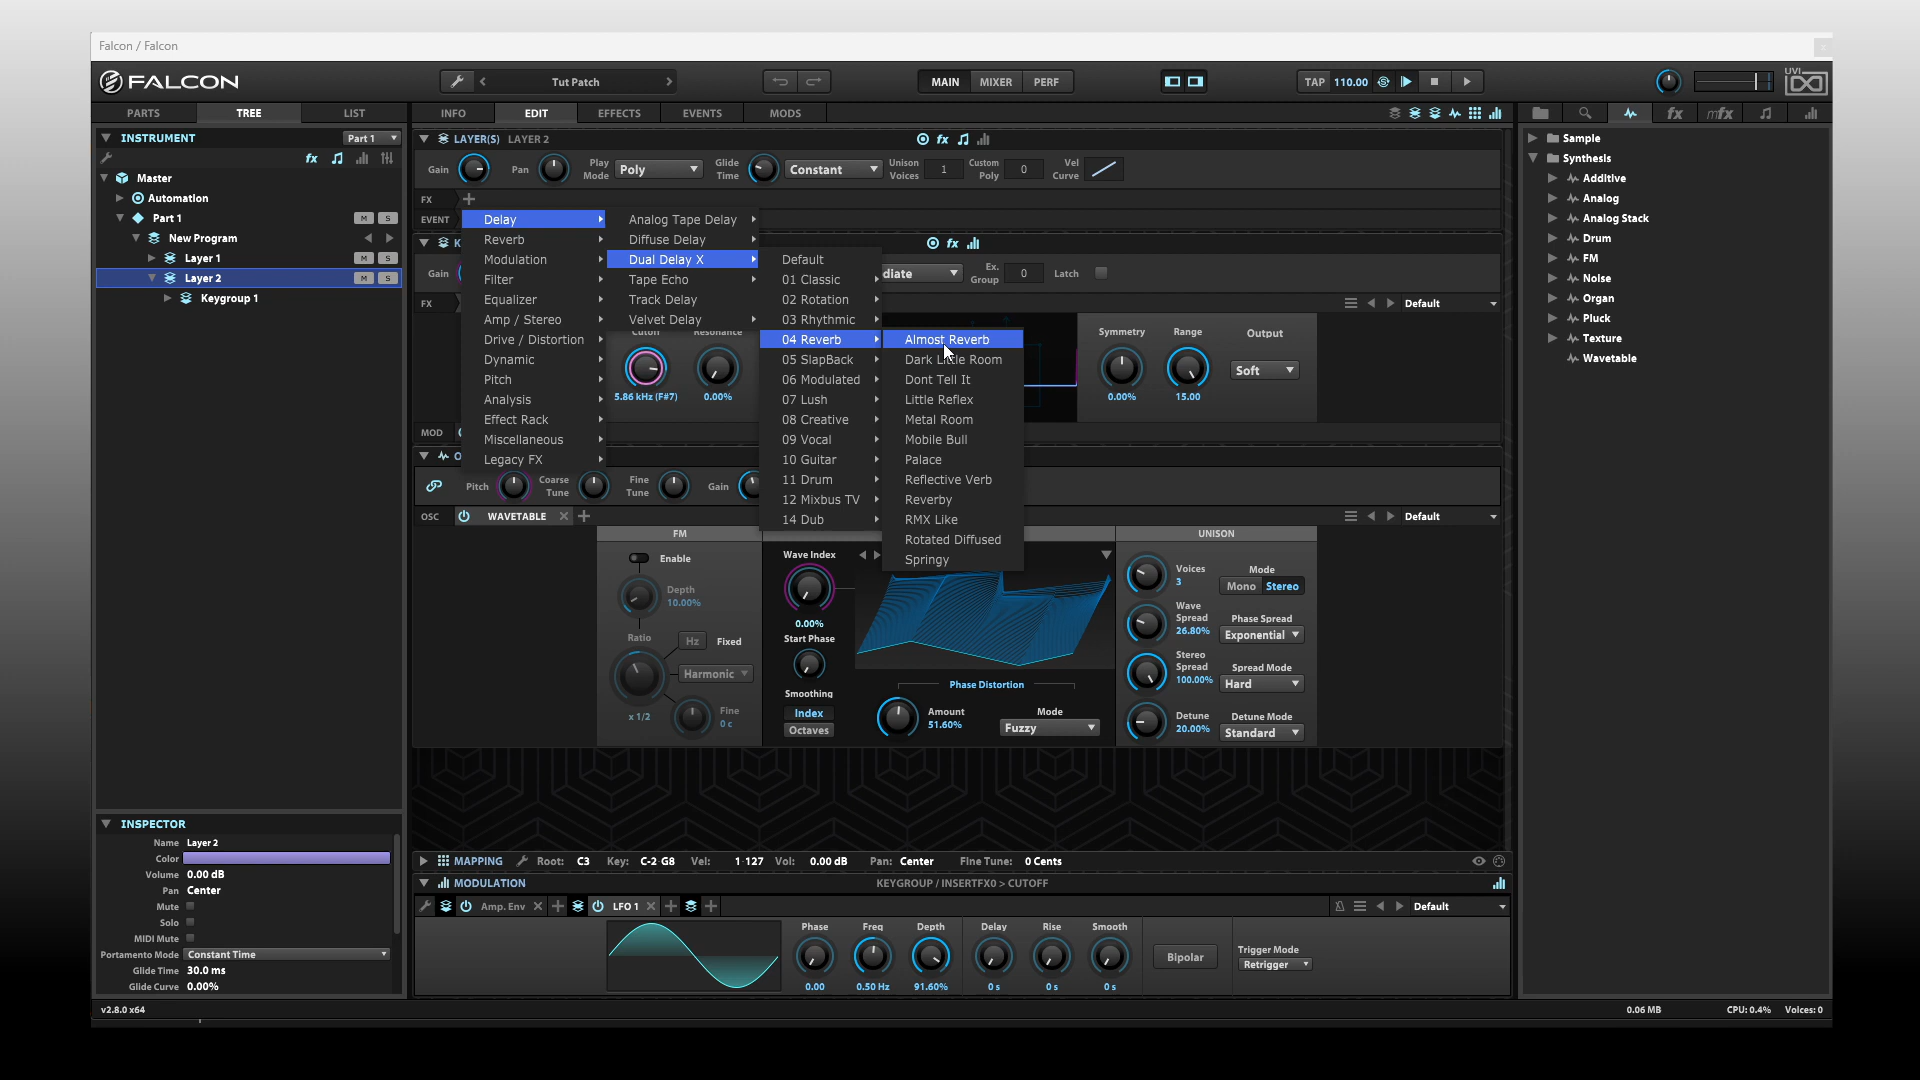 Falcon / Falcon
FALCON
Tut Patch
MAIN MIXER PERF
TAP 110.00
UVI
PARTS TREE LIST
INFO EDIT EFFECTS EVENTS MODS
fx mfx
INSTRUMENT Part 1
fx
Master
Automation
Part 1 M S
New Program
Layer 1 M S
Layer 2 M S
Keygroup 1
LAYER(S) LAYER 2 fx
Gain Pan Play Mode Poly Glide Time Constant Unison Voices 1 Custom Poly 0 Vel Curve
FX
EVENT
K fx
Gain diate Ex. Group 0 Latch
FX Default
Delay
Reverb
Modulation
Filter
Equalizer
Amp / Stereo
Drive / Distortion
Dynamic
Pitch
Analysis
Effect Rack
Miscellaneous
Legacy FX
Analog Tape Delay
Diffuse Delay
Dual Delay X
Tape Echo
Track Delay
Velvet Delay
Default
01 Classic
02 Rotation
03 Rhythmic
04 Reverb
05 SlapBack
06 Modulated
07 Lush
08 Creative
09 Vocal
10 Guitar
11 Drum
12 Mixbus TV
14 Dub
Almost Reverb
Dark Little Room
Dont Tell It
Little Reflex
Metal Room
Mobile Bull
Palace
Reflective Verb
Reverby
RMX Like
Rotated Diffused
Springy
Cutoff Resonance
5.86 kHz (F#7) 0.00%
Symmetry Range Output
Soft
0.00% 15.00
MOD
O
Pitch Coarse Tune Fine Tune Gain
OSC WAVETABLE Default
FM
Enable
Depth
10.00%
Ratio
Hz Fixed
Harmonic
x 1/2
Fine
0 c
Wave Index
0.00%
Start Phase
Smoothing
Index
Octaves
Phase Distortion
Amount
51.60%
Mode
Fuzzy
UNISON
Voices
3
Mode
Mono Stereo
Wave Spread
26.80%
Phase Spread
Exponential
Stereo Spread
100.00%
Spread Mode
Hard
Detune
20.00%
Detune Mode
Standard
Sample
Synthesis
Additive
Analog
Analog Stack
Drum
FM
Noise
Organ
Pluck
Texture
Wavetable
INSPECTOR
Name Layer 2
Color
Volume 0.00 dB
Pan Center
Mute
Solo
MIDI Mute
Portamento Mode Constant Time
Glide Time 30.0 ms
Glide Curve 0.00%
MAPPING Root: C3 Key: C-2 G8 Vel: 1 127 Vol: 0.00 dB Pan: Center Fine Tune: 0 Cents
MODULATION KEYGROUP / INSERTFX0 > CUTOFF
Amp. Env LFO 1 Default
Phase Freq Depth Delay Rise Smooth
0.00 0.50 Hz 91.60% 0 s 0 s 0 s
Bipolar
Trigger Mode
Retrigger
v2.8.0 x64 0.06 MB CPU: 0.4% Voices: 0